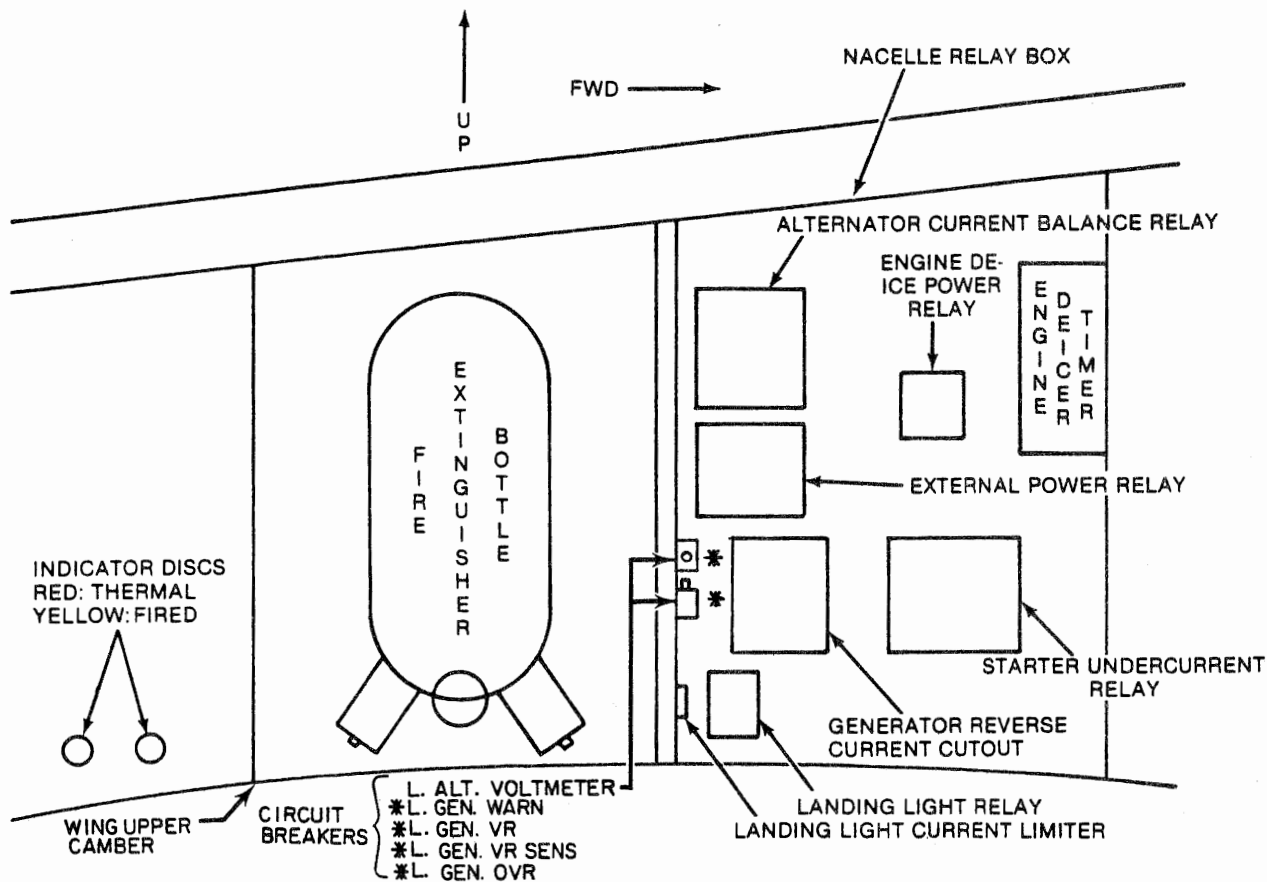 NACELLE RELAY BOX
FWD
UP
ALTERNATOR CURRENT BALANCE RELAY
ENGINE DE-
ICE POWER
RELAY
ENGINE
DEICER
TIMER
FIRE
EXTINGUISHER
BOTTLE
EXTERNAL POWER RELAY
INDICATOR DISCS
RED: THERMAL
YELLOW: FIRED
*
*
STARTER UNDERCURRENT
RELAY
GENERATOR REVERSE
CURRENT CUTOUT
LANDING LIGHT RELAY
LANDING LIGHT CURRENT LIMITER
WING UPPER
CAMBER
CIRCUIT
BREAKERS
L. ALT. VOLTMETER
*L. GEN. WARN
*L. GEN. VR
*L. GEN. VR SENS
*L. GEN. OVR